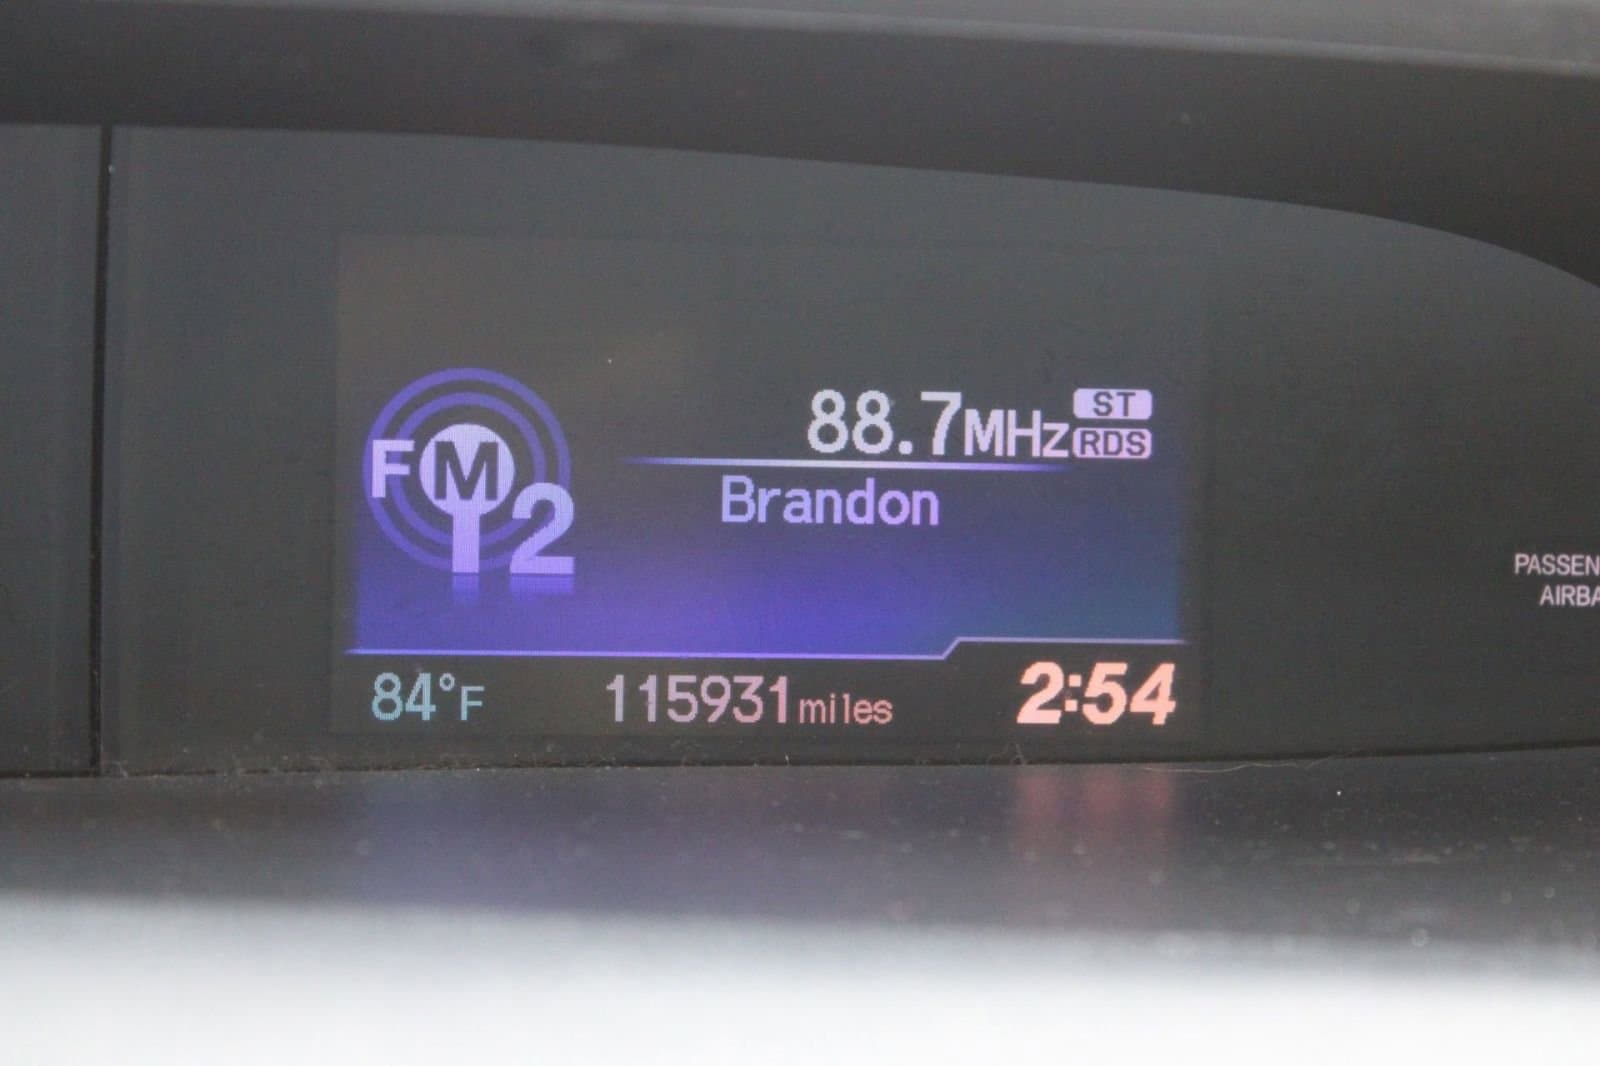 88.7MHz ST
RDS
FM 2
Brandon
PASSEN
AIRBA
84°F 115931miles 2:54